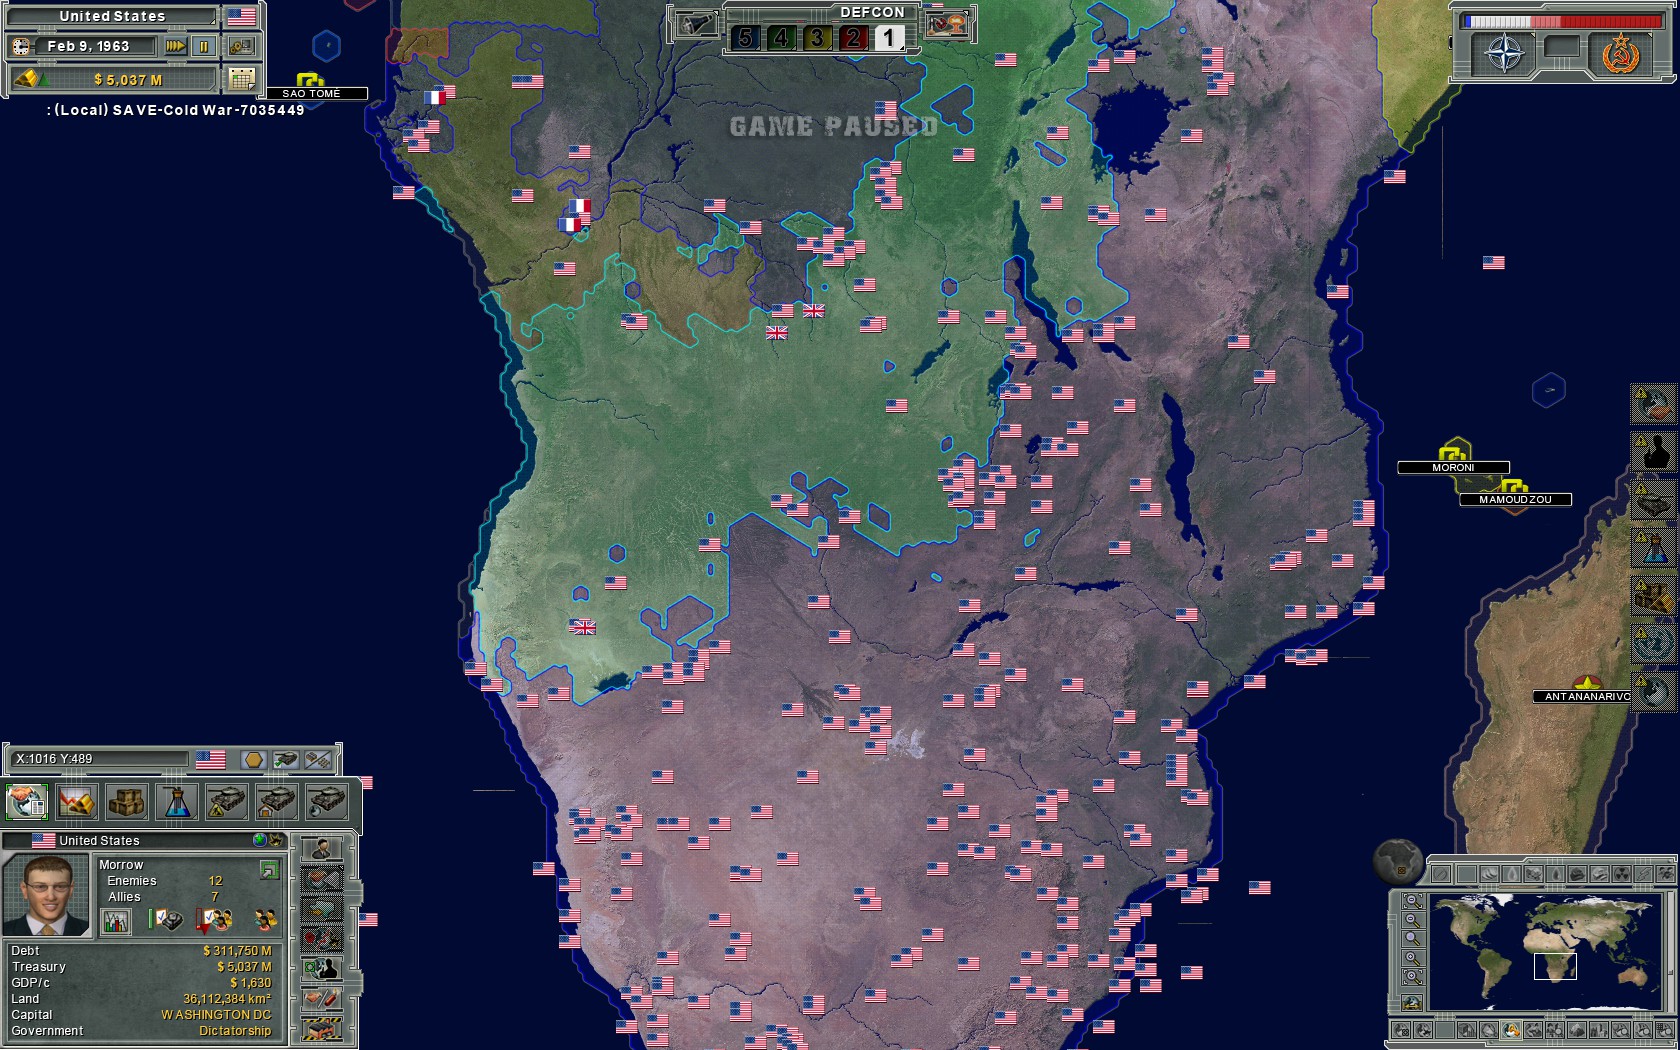 United States
Feb 9, 1963
$ 5,037 M
: (Local) SAVE-Cold War-7035449
SAO TOMÉ
DEFCON
5 4 3 2 1
GAME PAUSED
MORONI
MAMOUDZOU
ANTANANARIVO
X:1016 Y:489
United States
Morrow
Enemies 12
Allies 7
Debt $ 311,750 M
Treasury $ 5,037 M
GDP/c $ 1,630
Land 36,112,384 km²
Capital WASHINGTON DC
Government Dictatorship